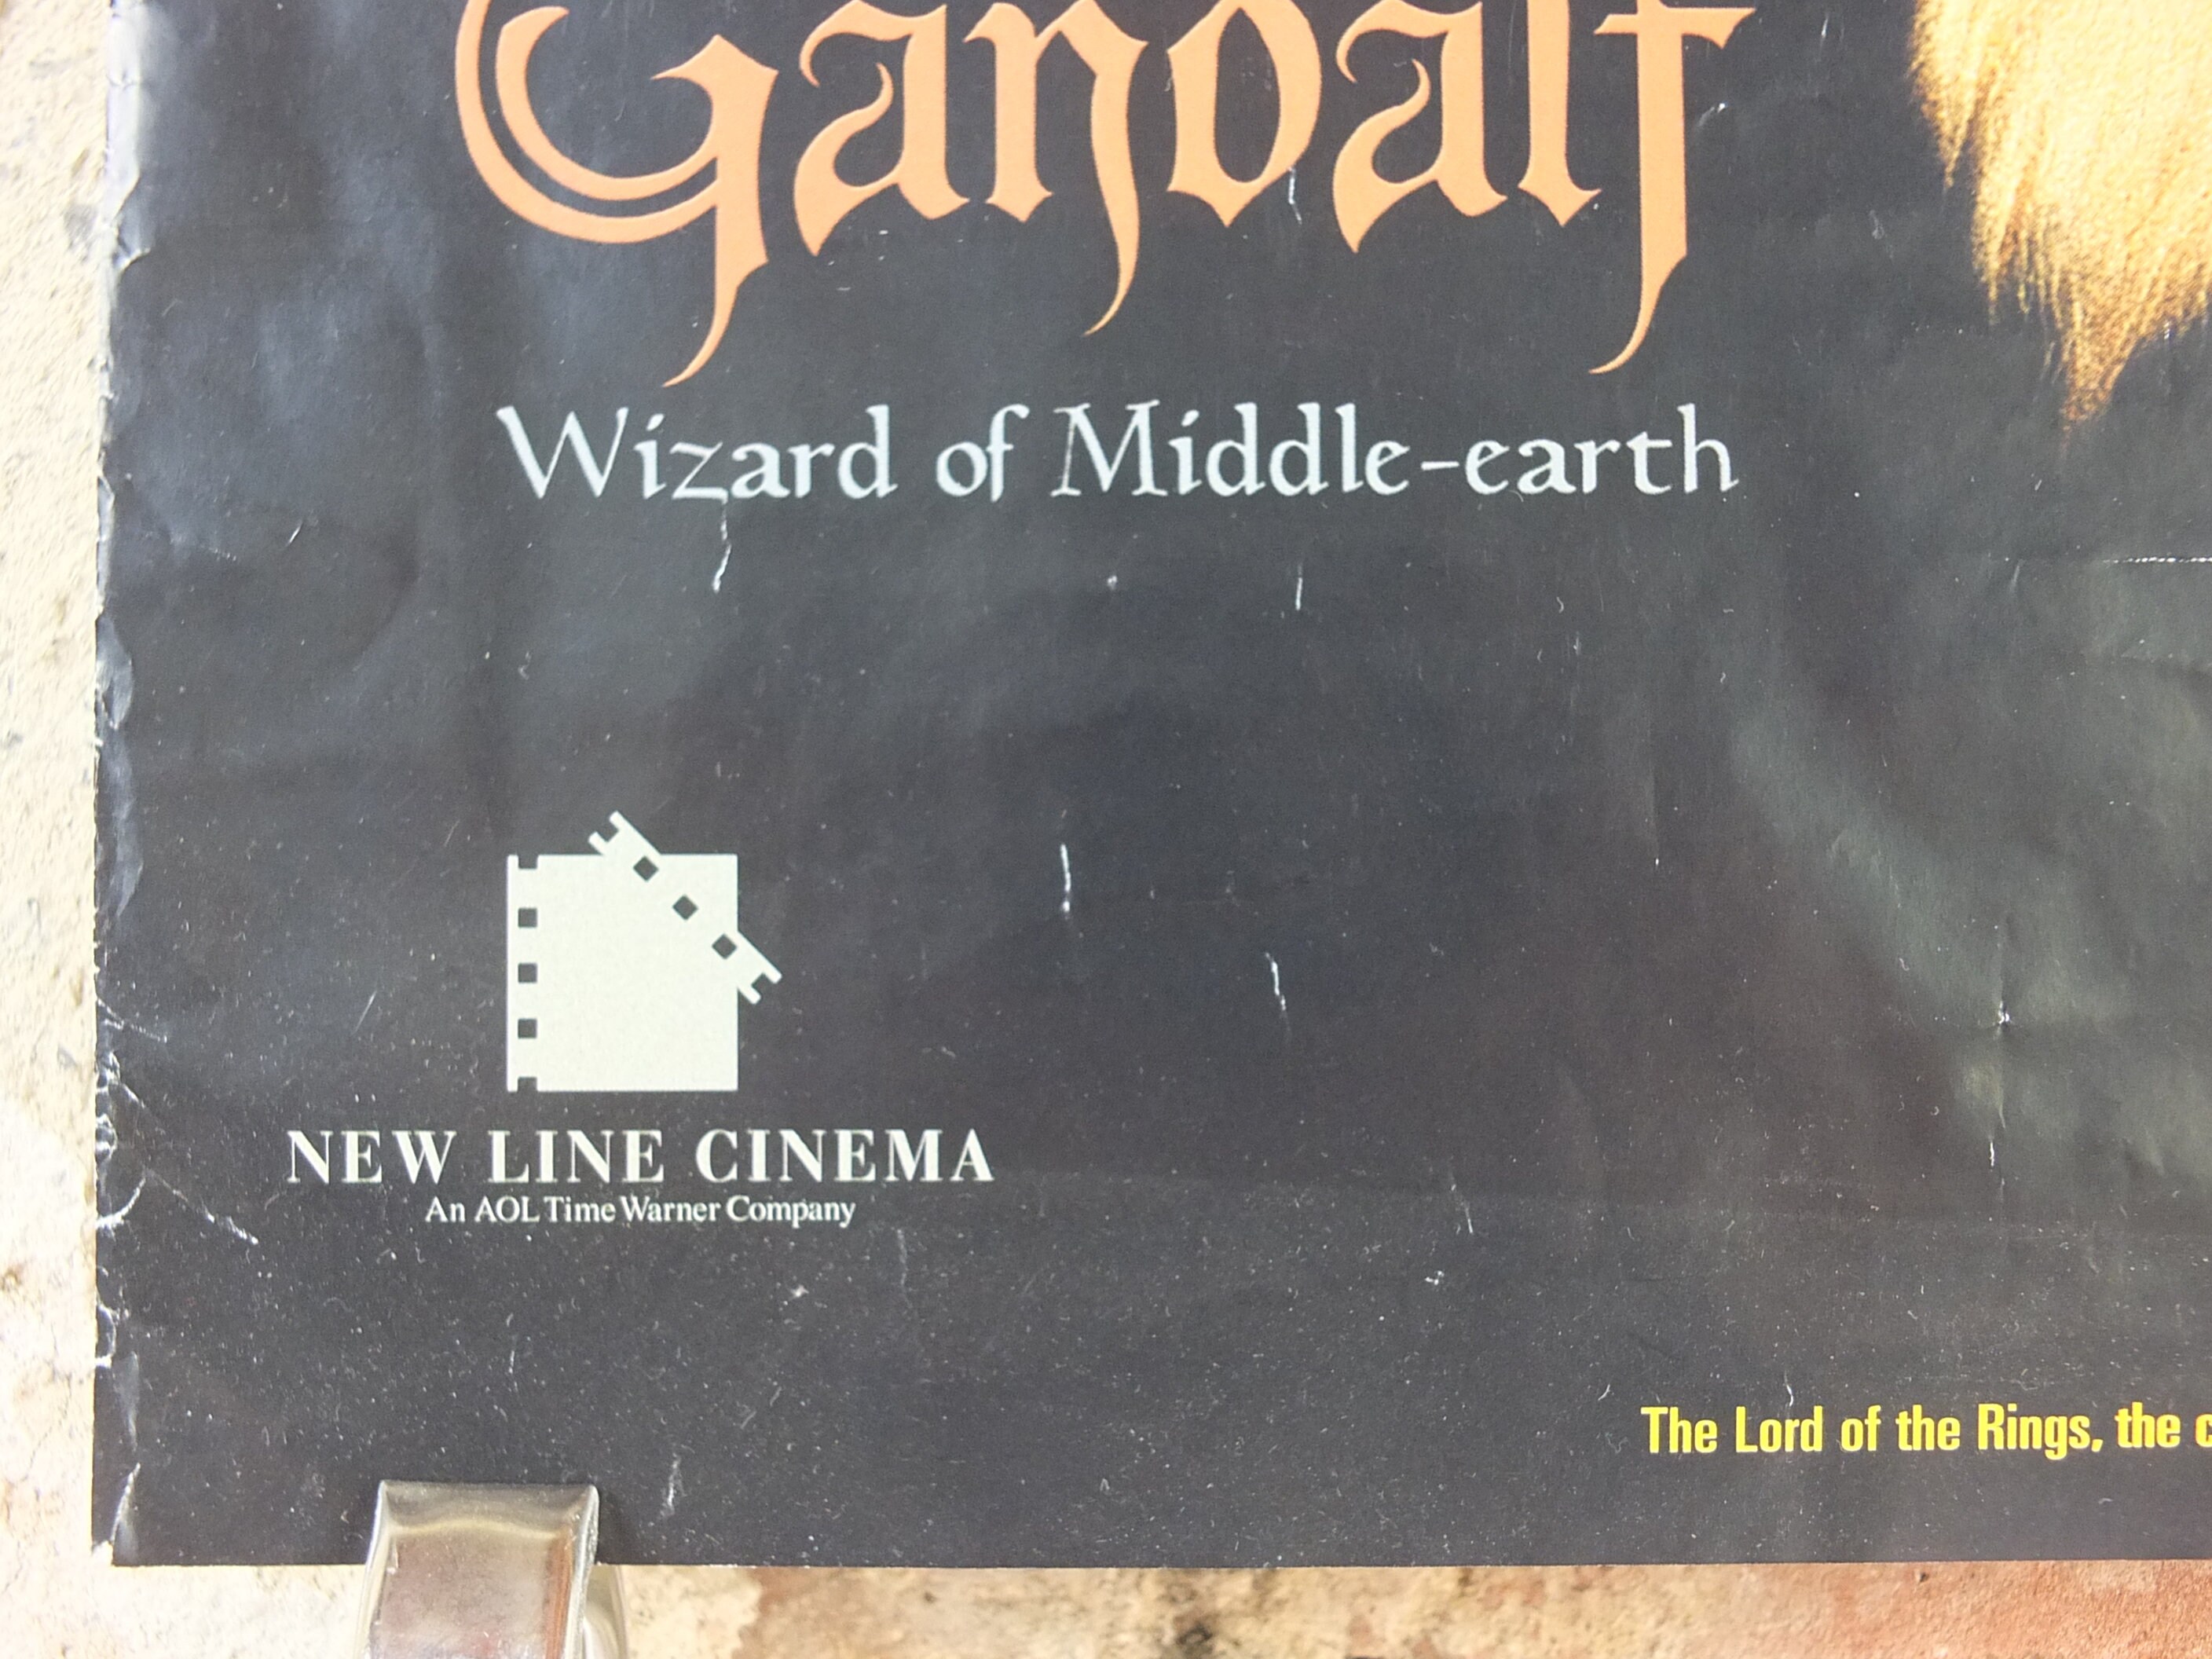 Gandalf
Wizard of Middle-earth
NEW LINE CINEMA
An AOL Time Warner Company
The Lord of the Rings, the